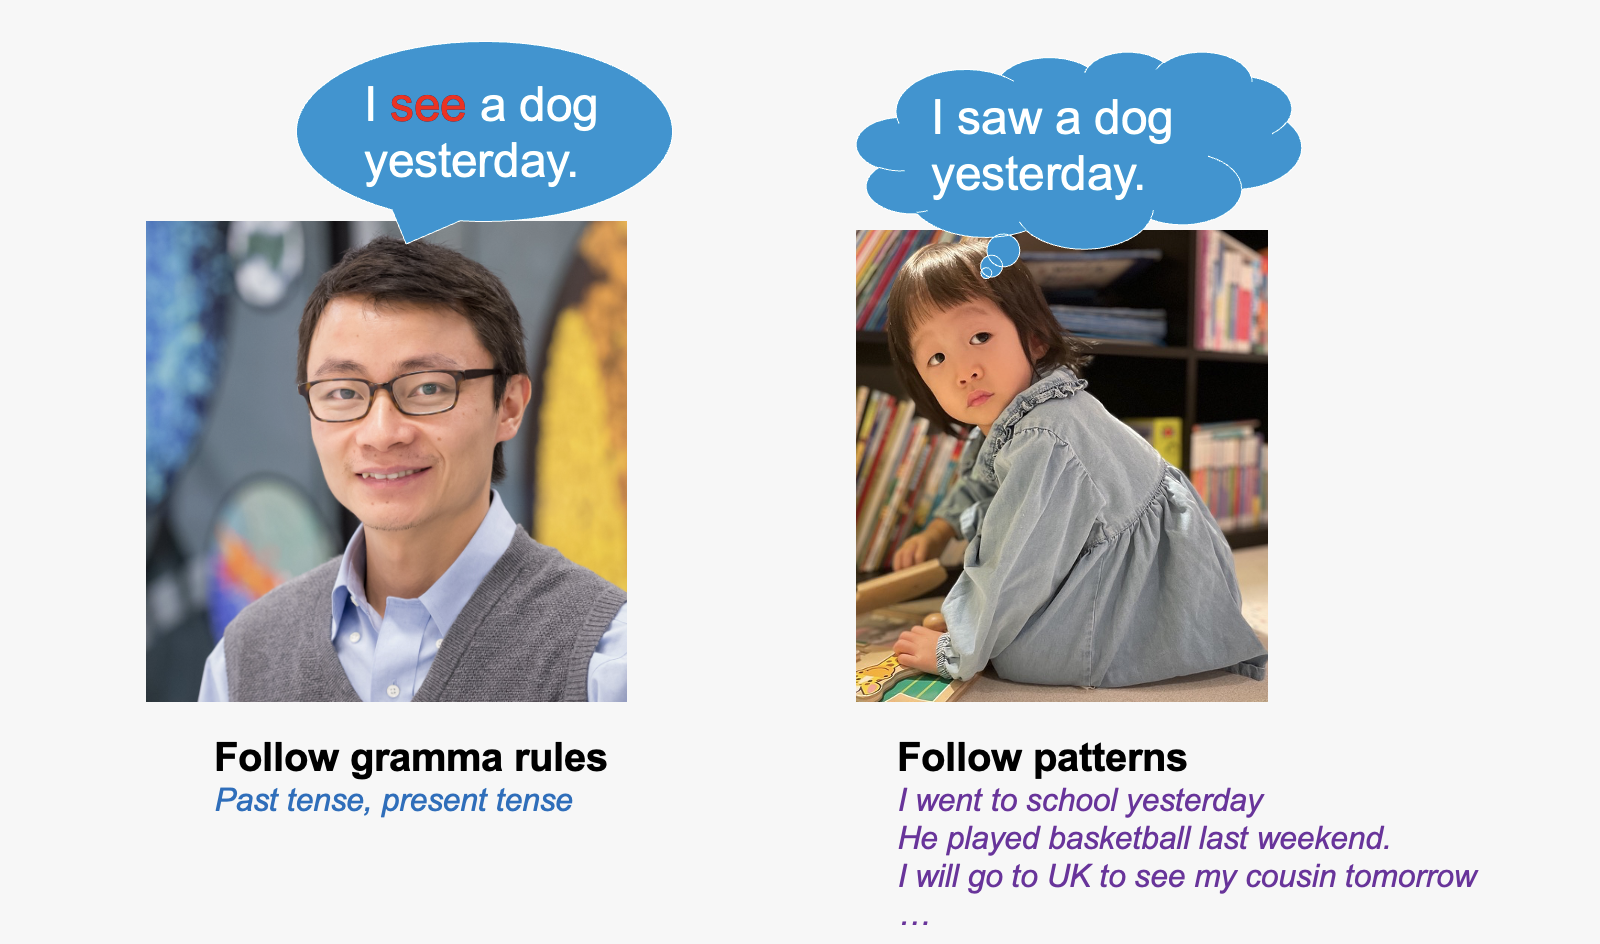 I see a dog
yesterday.
I saw a dog
yesterday.
Follow gramma rules
Past tense, present tense
Follow patterns
I went to school yesterday
He played basketball last weekend.
I will go to UK to see my cousin tomorrow
…